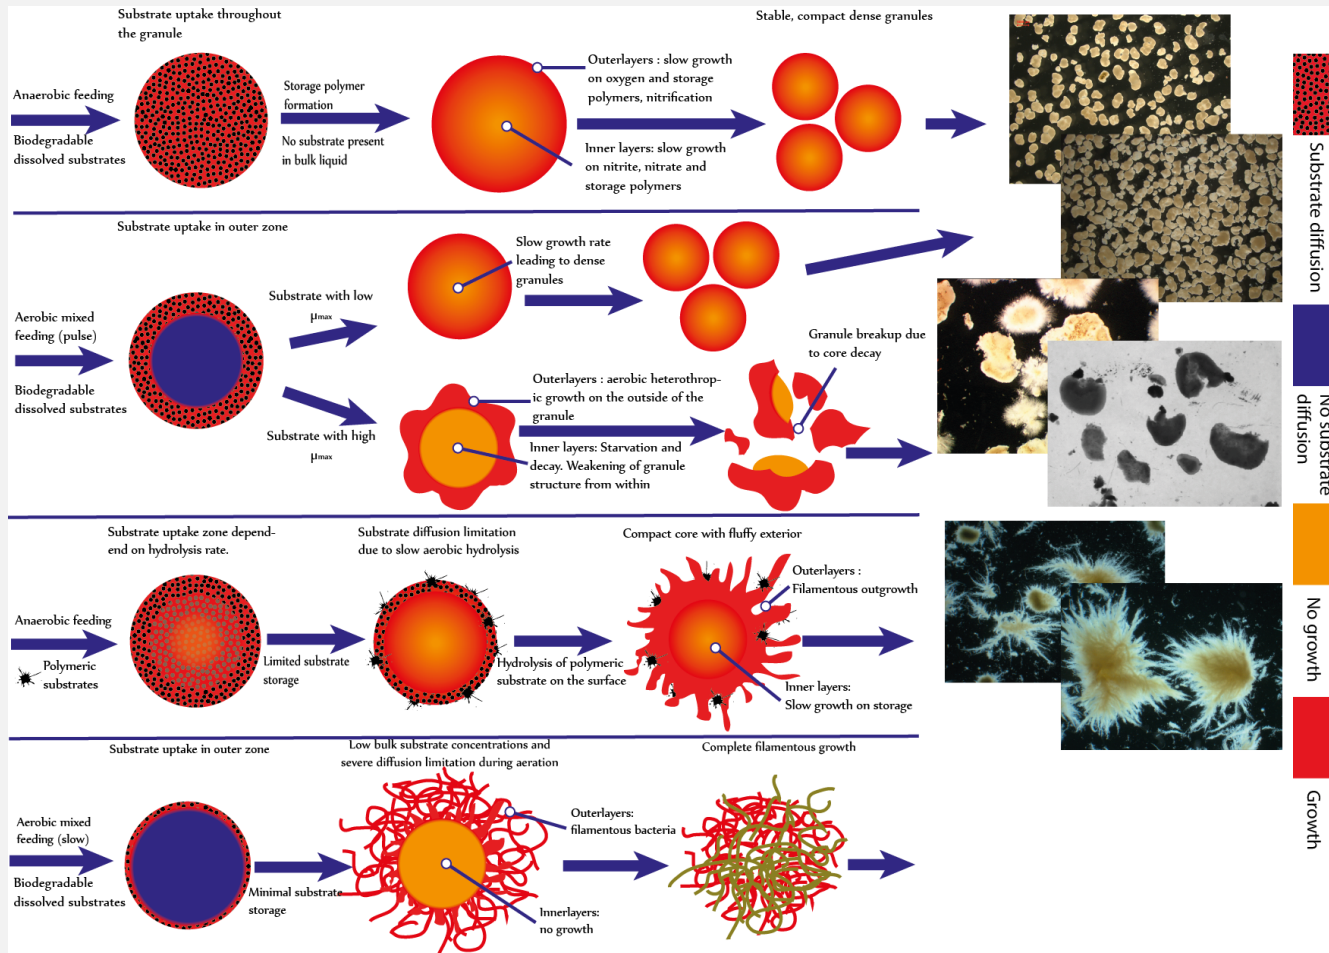 Substrate uptake throughout
the granule
Anaerobic feeding
Biodegradable
dissolved substrates
Storage polymer
formation
No substrate present
in bulk liquid
Outerlayers : slow growth
on oxygen and storage
polymers, nitrification
Inner layers: slow growth
on nitrite, nitrate and
storage polymers
Stable, compact dense granules
Substrate uptake in outer zone
Aerobic mixed
feeding (pulse)
Biodegradable
dissolved substrates
Substrate with low
μmax
Slow growth rate
leading to dense
granules
Substrate with high
μmax
Outerlayers : aerobic heterothrop-
ic growth on the outside of the
granule
Inner layers: Starvation and
decay. Weakening of granule
structure from within
Granule breakup due
to core decay
Substrate uptake zone depend-
end on hydrolysis rate.
Anaerobic feeding
Polymeric
substrates
Limited substrate
storage
Substrate diffusion limitation
due to slow aerobic hydrolysis
Hydrolysis of polymeric
substrate on the surface
Compact core with fluffy exterior
Outerlayers :
Filamentous outgrowth
Inner layers:
Slow growth on storage
Substrate uptake in outer zone
Aerobic mixed
feeding (slow)
Biodegradable
dissolved substrates
Minimal substrate
storage
Low bulk substrate concentrations and
severe diffusion limitation during aeration
Outerlayers:
filamentous bacteria
Innerlayers:
no growth
Complete filamentous growth
Substrate diffusion
No substrate
diffusion
No growth
Growth